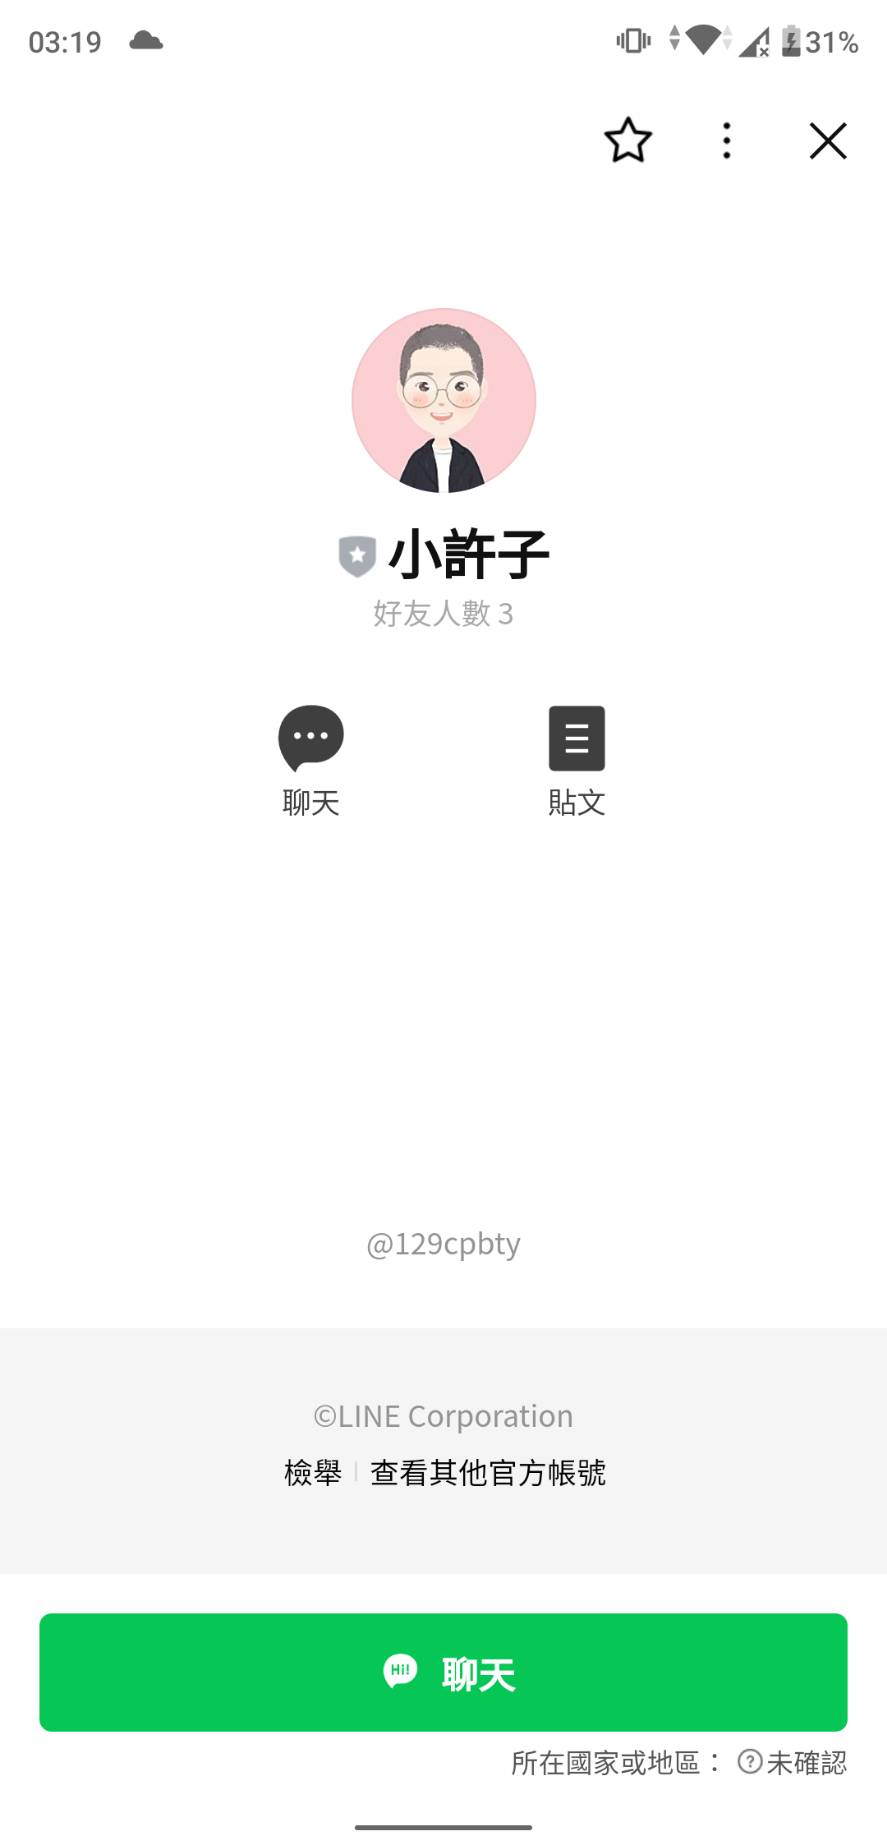 03:19
31%
小許子
好友人數 3
聊天
貼文
@129cpbty
©LINE Corporation
檢舉 | 查看其他官方帳號
Hi! 聊天
所在國家或地區： ?未確認